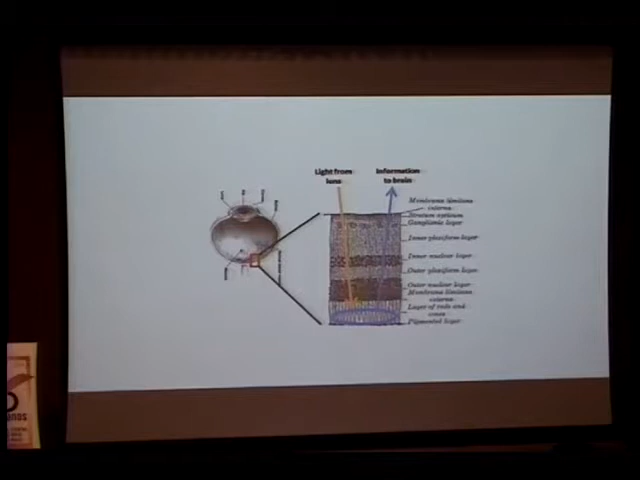 Light from
lens
Information
to brain
Membrana limitans
interna
Stratum opticum
Ganglionic layer
Inner plexiform layer
Inner nuclear layer
Outer plexiform layer
Outer nuclear layer
Membrana limitans
externa
Layer of rods and
cones
Pigmented layer